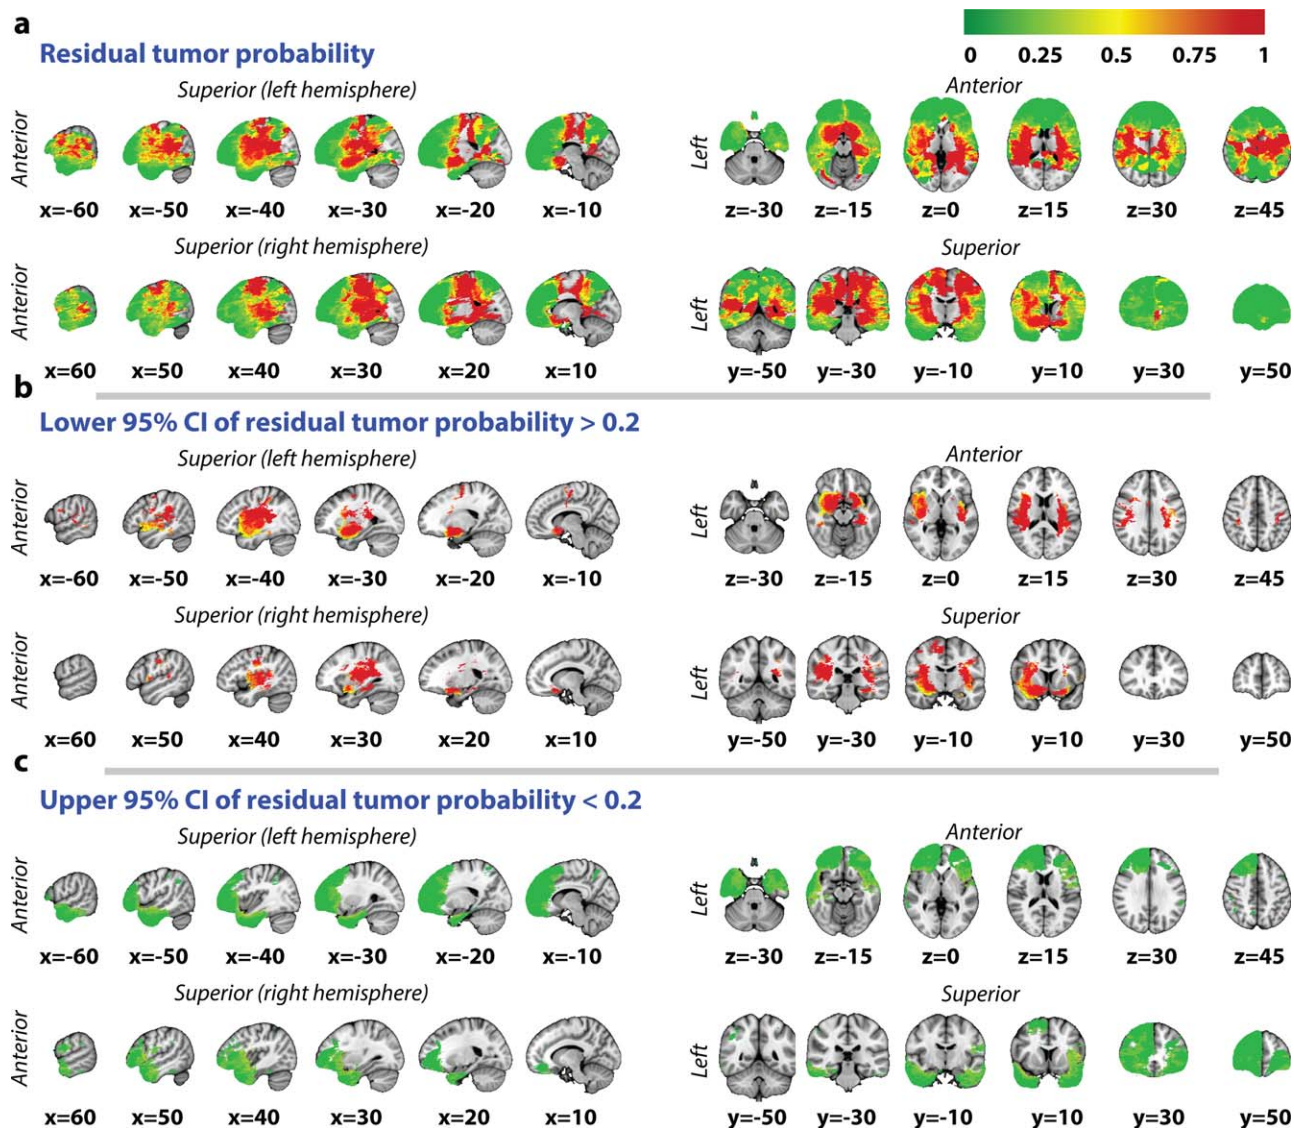 a
Residual tumor probability
0 0.25 0.5 0.75 1
Superior (left hemisphere)
Anterior
Anterior
Left
x=-60 x=-50 x=-40 x=-30 x=-20 x=-10
z=-30 z=-15 z=0 z=15 z=30 z=45
Superior (right hemisphere)
Superior
Anterior
Left
x=60 x=50 x=40 x=30 x=20 x=10
y=-50 y=-30 y=-10 y=10 y=30 y=50
b
Lower 95% CI of residual tumor probability > 0.2
Superior (left hemisphere)
Anterior
Anterior
Left
x=-60 x=-50 x=-40 x=-30 x=-20 x=-10
z=-30 z=-15 z=0 z=15 z=30 z=45
Superior (right hemisphere)
Superior
Anterior
Left
x=60 x=50 x=40 x=30 x=20 x=10
y=-50 y=-30 y=-10 y=10 y=30 y=50
c
Upper 95% CI of residual tumor probability < 0.2
Superior (left hemisphere)
Anterior
Anterior
Left
x=-60 x=-50 x=-40 x=-30 x=-20 x=-10
z=-30 z=-15 z=0 z=15 z=30 z=45
Superior (right hemisphere)
Superior
Anterior
Left
x=60 x=50 x=40 x=30 x=20 x=10
y=-50 y=-30 y=-10 y=10 y=30 y=50